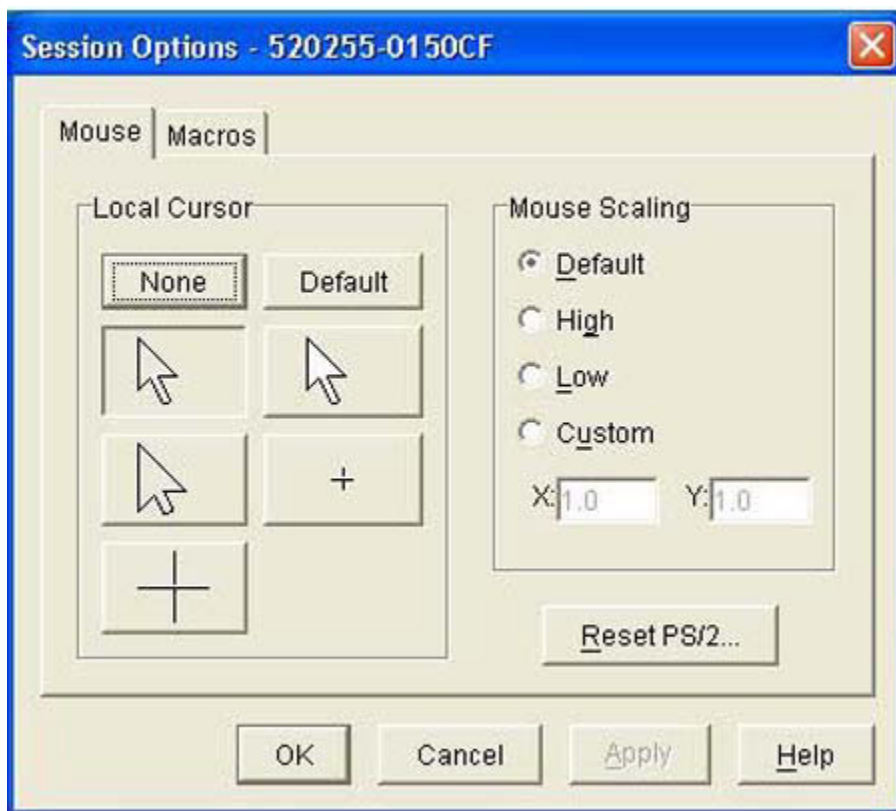 Session Options - 520255-0150CF
Mouse
Macros
Local Cursor
None
Default
Mouse Scaling
Default
High
Low
Custom
X: 1.0
Y: 1.0
Reset PS/2...
OK
Cancel
Apply
Help